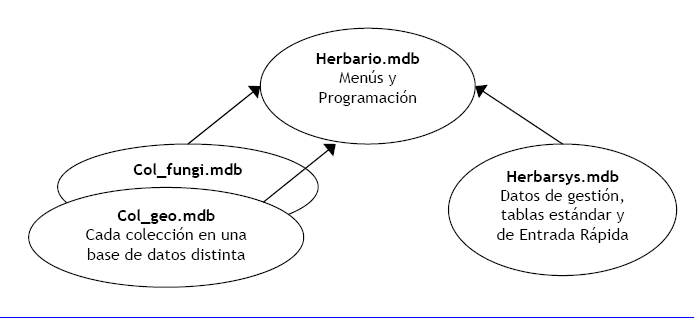 Herbario.mdb
Menús y
Programación
Col_fungi.mdb
Col_geo.mdb
Cada colección en una
base de datos distinta
Herbarsys.mdb
Datos de gestión,
tablas estándar y
de Entrada Rápida